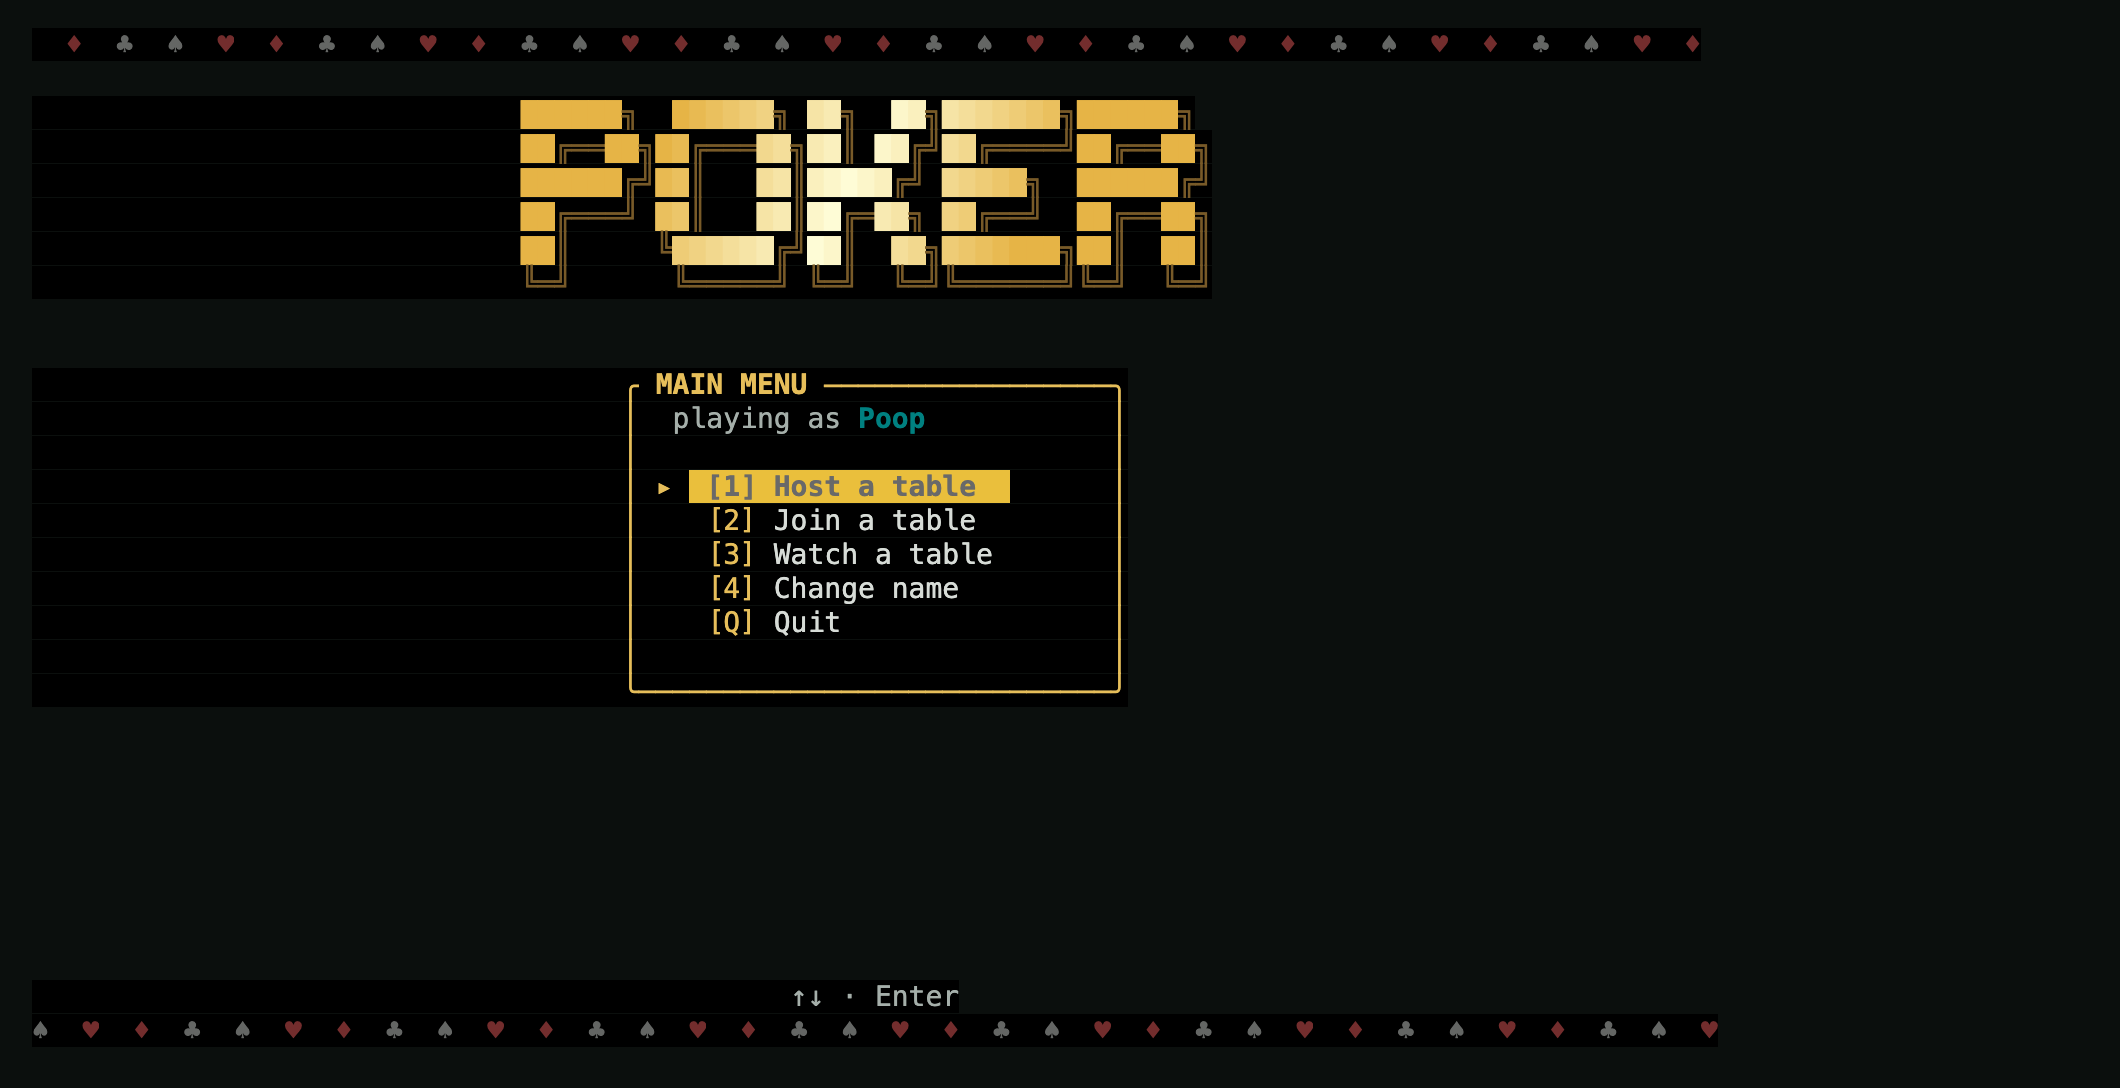 POKER
MAIN MENU
playing as Poop
▸ [1] Host a table
[2] Join a table
[3] Watch a table
[4] Change name
[Q] Quit
↑↓ · Enter